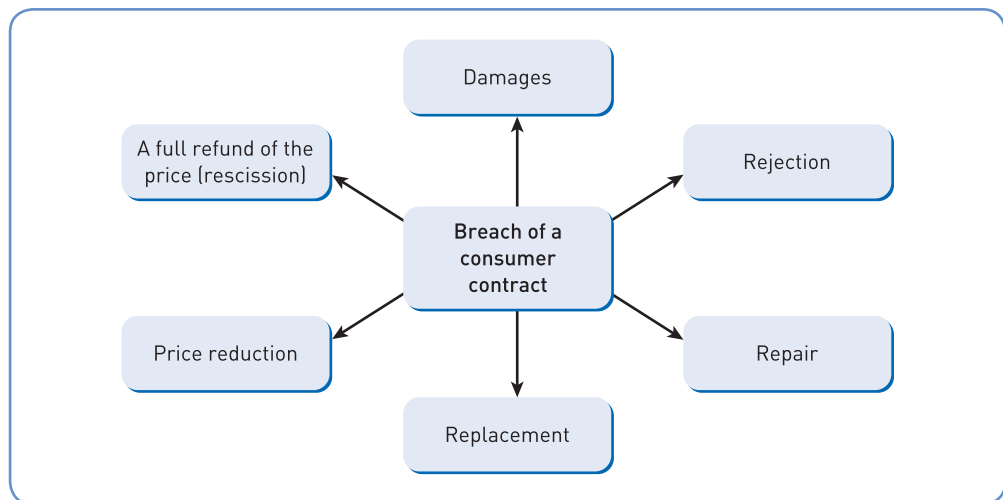 Damages
A full refund of the
price (rescission)
Rejection
Breach of a
consumer
contract
Price reduction
Repair
Replacement